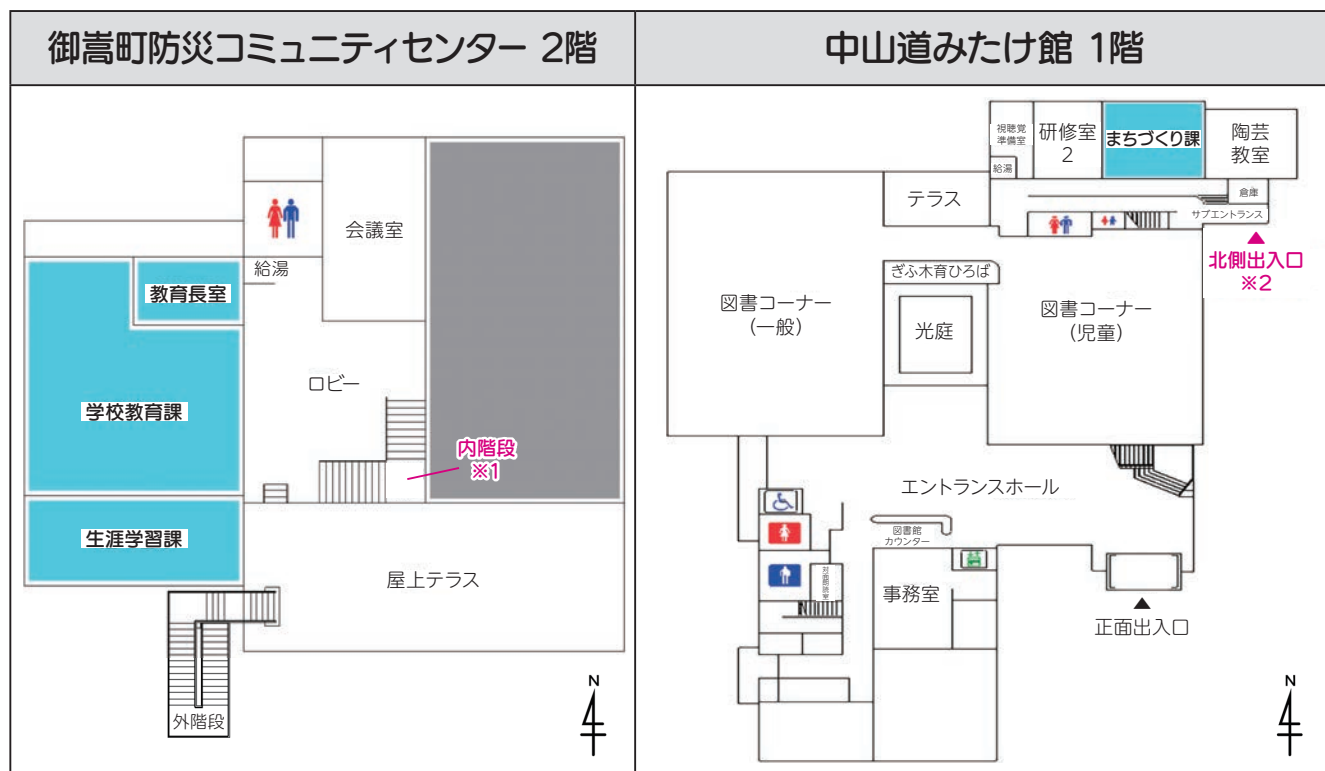 御嵩町防災コミュニティセンター 2階
会議室
給湯
教育長室
ロビー
学校教育課
内階段
※1
生涯学習課
屋上テラス
外階段
N
中山道みたけ館 1階
視聴覚
準備室
研修室
2
まちづくり課
陶芸
教室
給湯
倉庫
テラス
サブエントランス
北側出入口
※2
ぎふ木育ひろば
図書コーナー
(一般)
光庭
図書コーナー
(児童)
エントランスホール
図書館
カウンター
対面朗読室
事務室
正面出入口
N